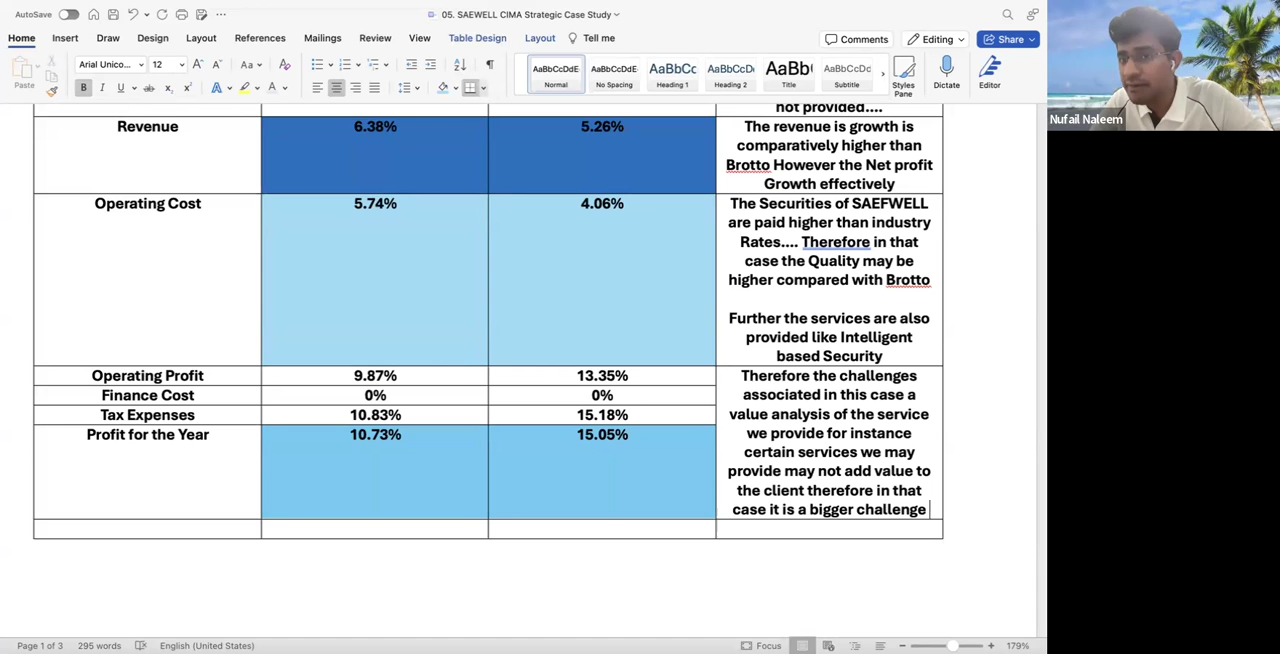 AutoSave
05. SAEWELL CIMA Strategic Case Study
Home Insert Draw Design Layout References Mailings Review View Table Design Layout Tell me
Comments Editing Share
Paste
Arial Unico... 12
Normal
No Spacing
Heading 1
Heading 2
Title
Subtitle
Styles Pane
Dictate
Editor
not provided....
Revenue 6.38% 5.26% The revenue is growth is
comparatively higher than
Brotto However the Net profit
Growth effectively
Operating Cost 5.74% 4.06% The Securities of SAEFWELL
are paid higher than industry
Rates.... Therefore in that
case the Quality may be
higher compared with Brotto
Further the services are also
provided like Intelligent
based Security
Operating Profit 9.87% 13.35% Therefore the challenges
Finance Cost 0% 0% associated in this case a
Tax Expenses 10.83% 15.18% value analysis of the service
Profit for the Year 10.73% 15.05% we provide for instance
certain services we may
provide may not add value to
the client therefore in that
case it is a bigger challenge
Nufail Naleem
Page 1 of 3 295 words English (United States) Focus 179%